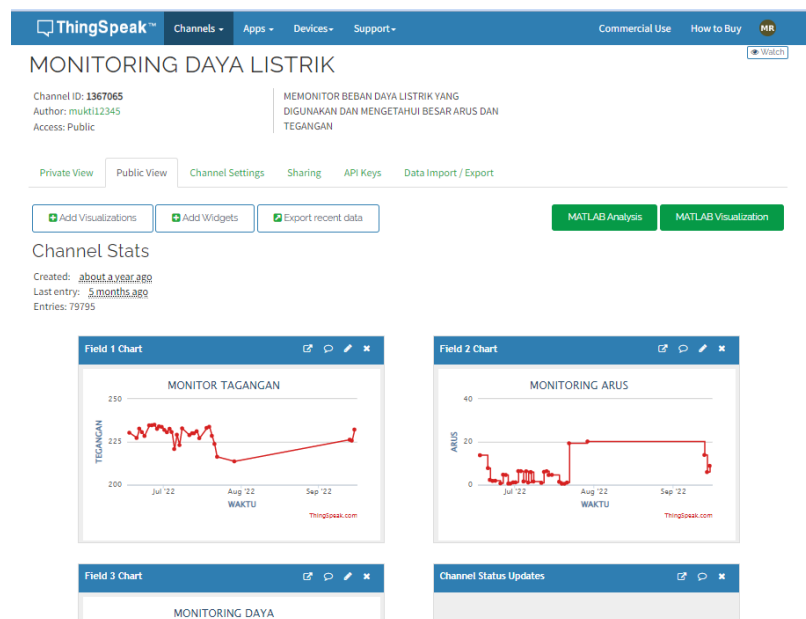 ThingSpeak™ Channels Apps Devices Support Commercial Use How to Buy MR
Watch
MONITORING DAYA LISTRIK
Channel ID: 1367065
Author: mukti12345
Access: Public
MEMONITOR BEBAN DAYA LISTRIK YANG
DIGUNAKAN DAN MENGETAHUI BESAR ARUS DAN
TEGANGAN
Private View Public View Channel Settings Sharing API Keys Data Import / Export
Add Visualizations Add Widgets Export recent data MATLAB Analysis MATLAB Visualization
Channel Stats
Created: about a year ago
Last entry: 5 months ago
Entries: 79795
Field 1 Chart
MONITOR TAGANGAN
TEGANGAN
250
225
200
Jul '22 Aug '22 Sep '22
WAKTU
ThingSpeak.com
Field 2 Chart
MONITORING ARUS
ARUS
40
20
0
Jul '22 Aug '22 Sep '22
WAKTU
ThingSpeak.com
Field 3 Chart
MONITORING DAYA
Channel Status Updates